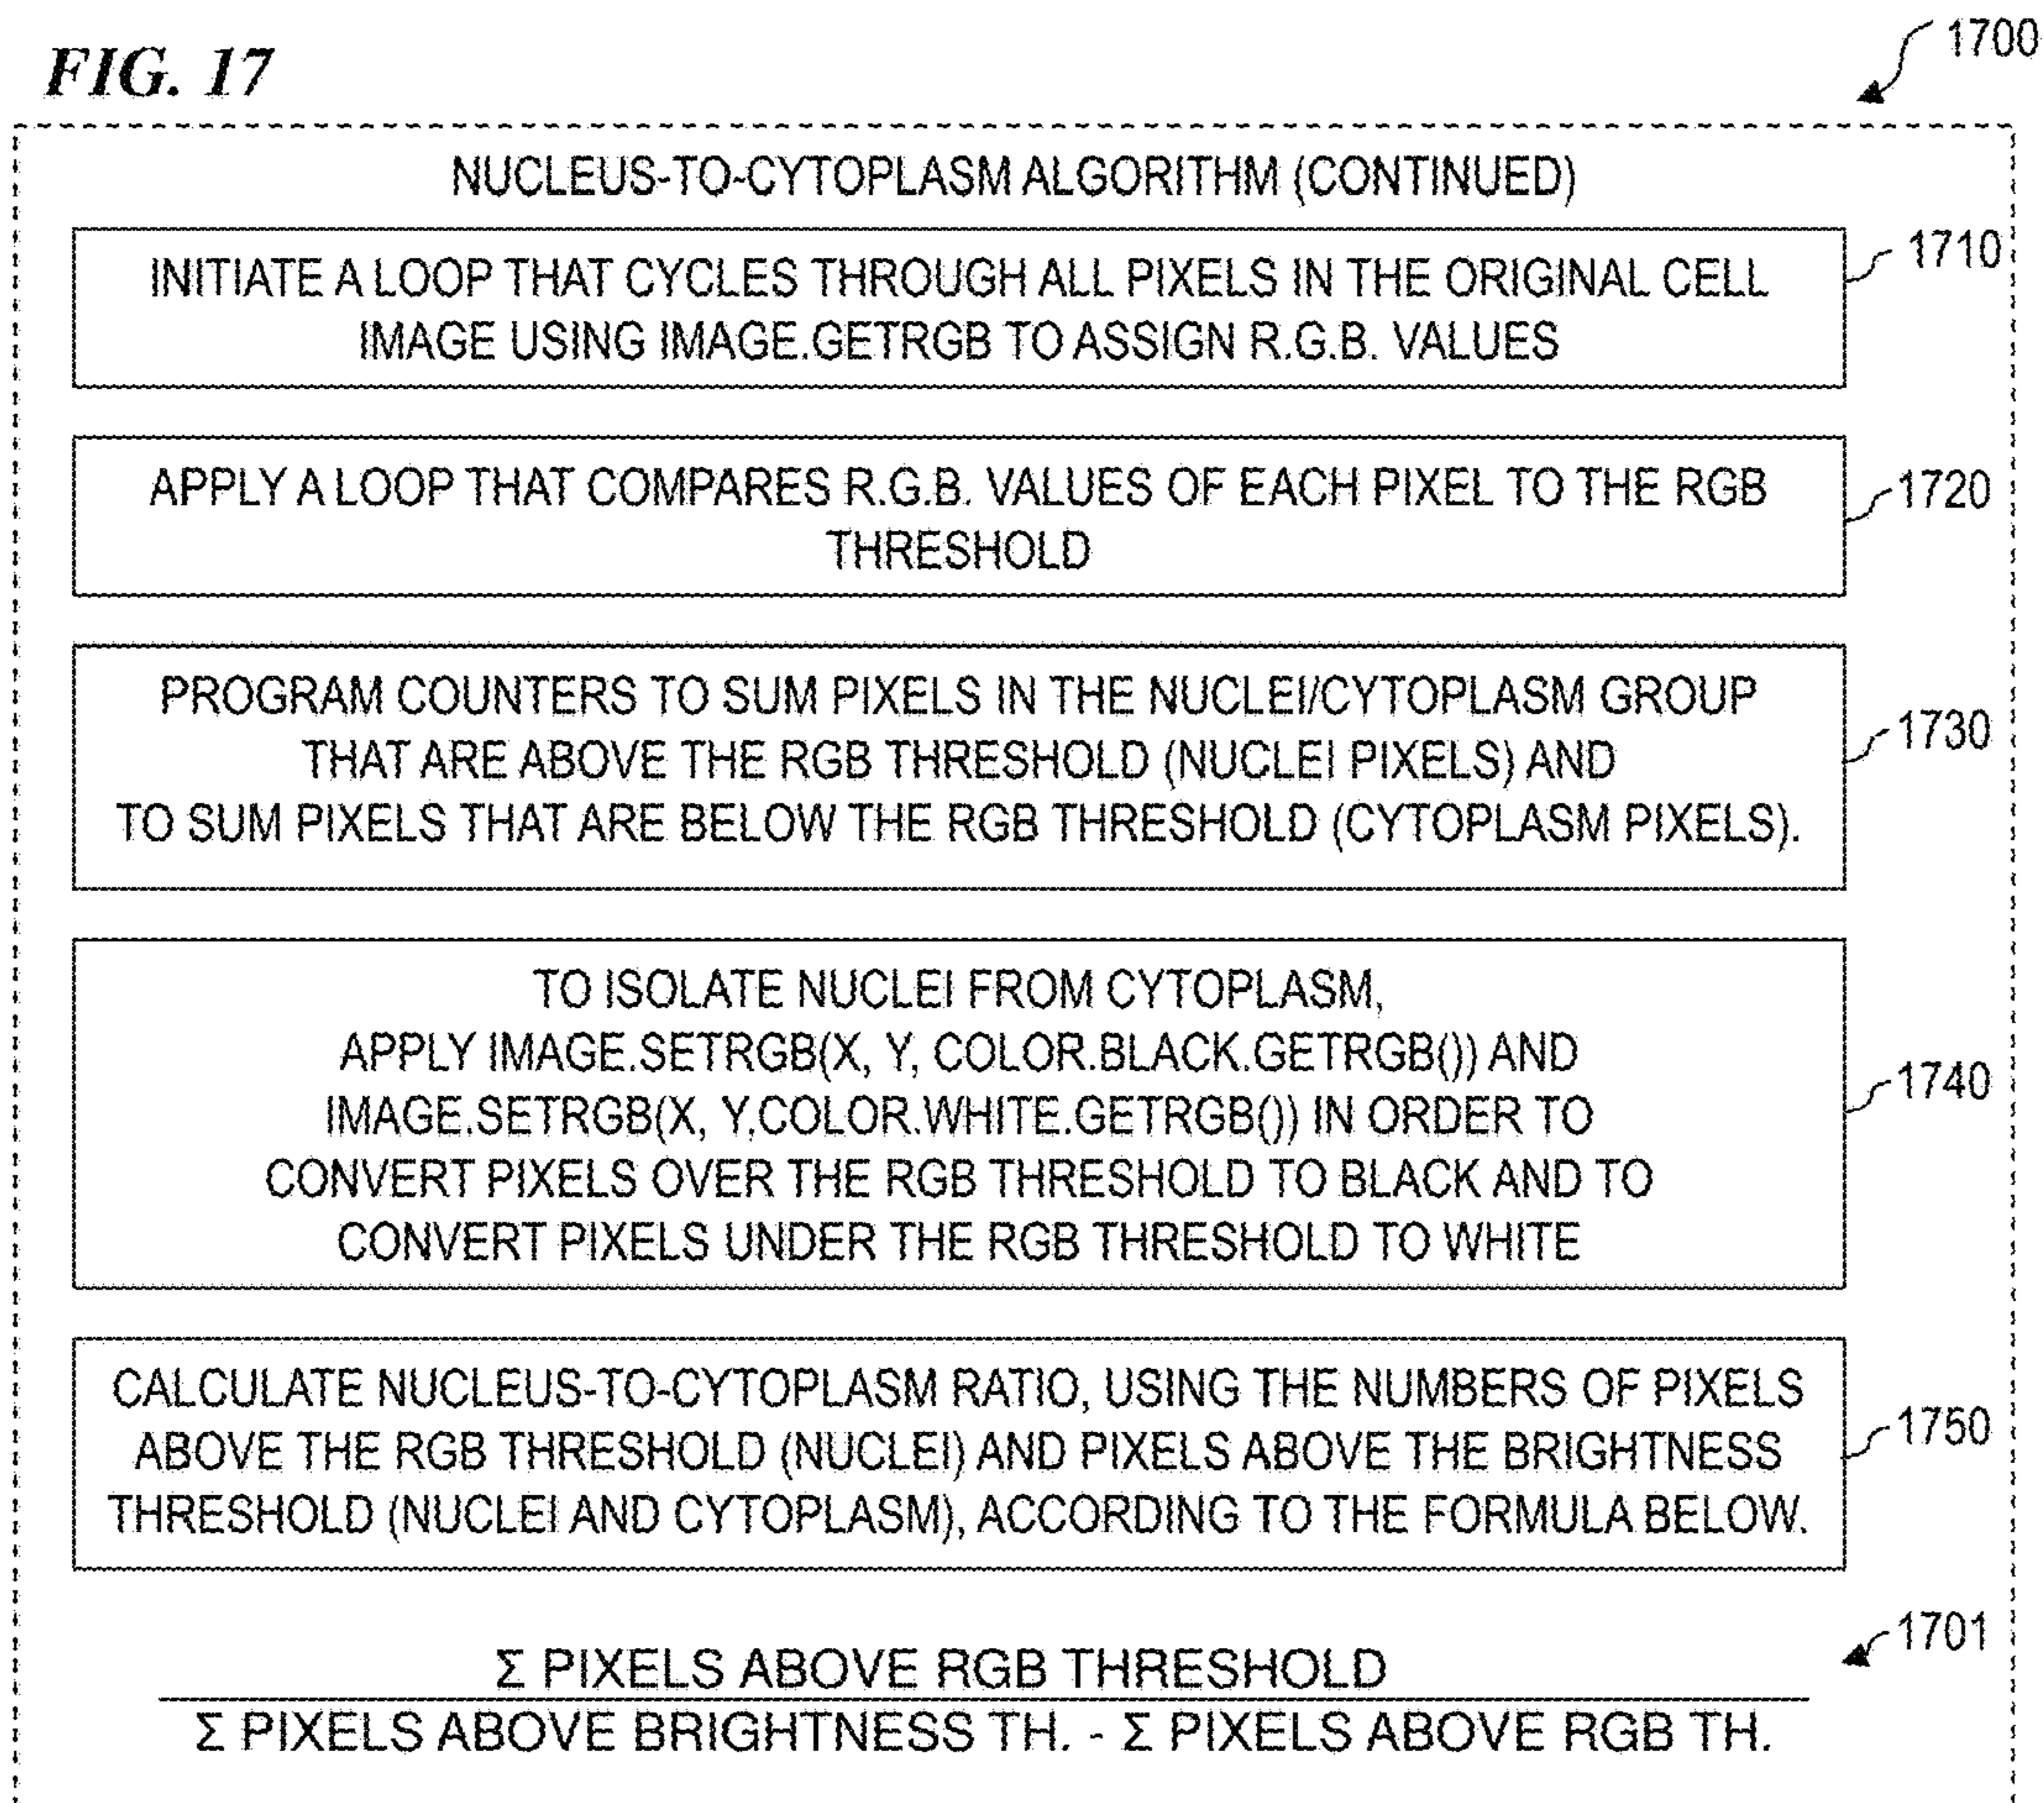 FIG. 17
1700
NUCLEUS-TO-CYTOPLASM ALGORITHM (CONTINUED)
INITIATE A LOOP THAT CYCLES THROUGH ALL PIXELS IN THE ORIGINAL CELL
IMAGE USING IMAGE.GETRGB TO ASSIGN R.G.B. VALUES
1710
APPLY A LOOP THAT COMPARES R.G.B. VALUES OF EACH PIXEL TO THE RGB
THRESHOLD
1720
PROGRAM COUNTERS TO SUM PIXELS IN THE NUCLEI/CYTOPLASM GROUP
THAT ARE ABOVE THE RGB THRESHOLD (NUCLEI PIXELS) AND
TO SUM PIXELS THAT ARE BELOW THE RGB THRESHOLD (CYTOPLASM PIXELS).
1730
TO ISOLATE NUCLEI FROM CYTOPLASM,
APPLY IMAGE.SETRGB(X, Y, COLOR.BLACK.GETRGB()) AND
IMAGE.SETRGB(X, Y,COLOR.WHITE.GETRGB()) IN ORDER TO
CONVERT PIXELS OVER THE RGB THRESHOLD TO BLACK AND TO
CONVERT PIXELS UNDER THE RGB THRESHOLD TO WHITE
1740
CALCULATE NUCLEUS-TO-CYTOPLASM RATIO, USING THE NUMBERS OF PIXELS
ABOVE THE RGB THRESHOLD (NUCLEI) AND PIXELS ABOVE THE BRIGHTNESS
THRESHOLD (NUCLEI AND CYTOPLASM), ACCORDING TO THE FORMULA BELOW.
1750
1701
Σ PIXELS ABOVE RGB THRESHOLD
Σ PIXELS ABOVE BRIGHTNESS TH. - Σ PIXELS ABOVE RGB TH.